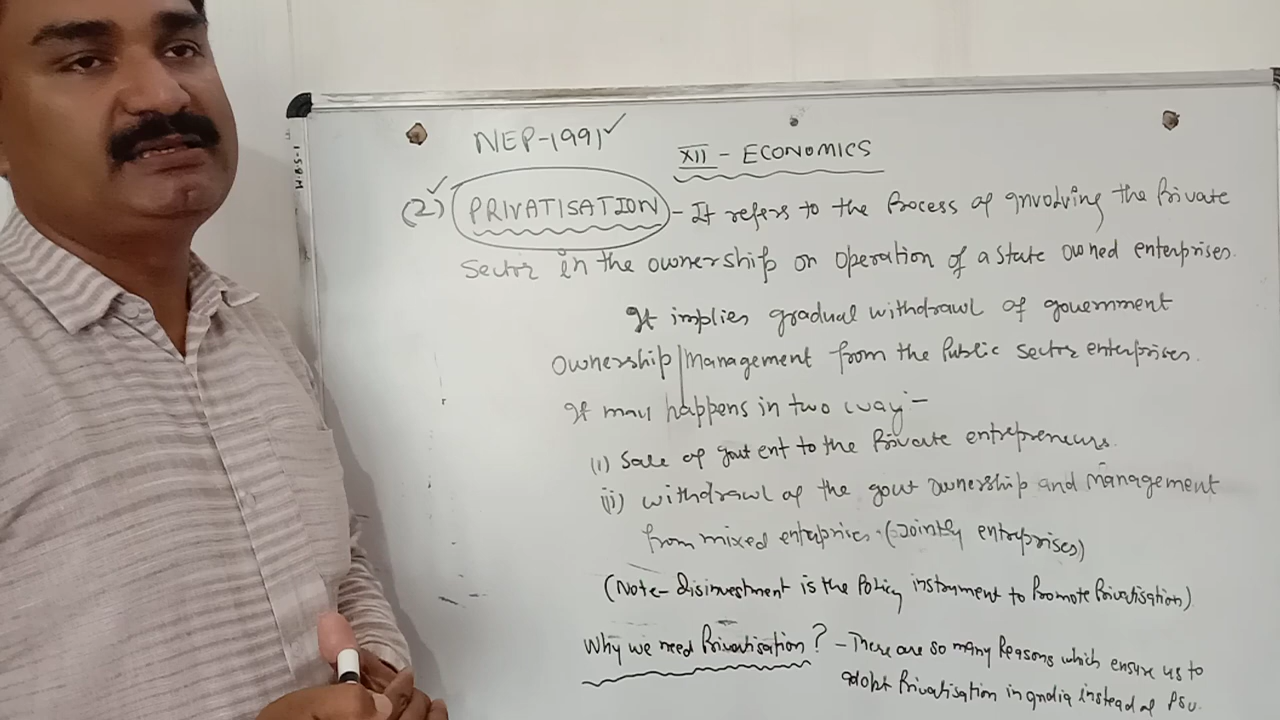 NEP-1991✓
XII - ECONOMICS
(2) PRIVATISATION - It refers to the Process of involving the Private
Sector in the ownership or operation of a state owned enterprises.
It implies gradual withdrawl of government
ownership/Management from the Public sector enterprises.
It may happens in two way -
(i) Sale of govt ent to the Private entrepreneurs.
(ii) withdrawl of the govt ownership and management
from mixed enterprises. (Jointly enterprises)
(Note- disinvestment is the Policy instrument to Promote Privatisation)
Why we need Privatisation? - There are so many Reasons which ensure us to
adopt Privatisation in india instead of PSU.